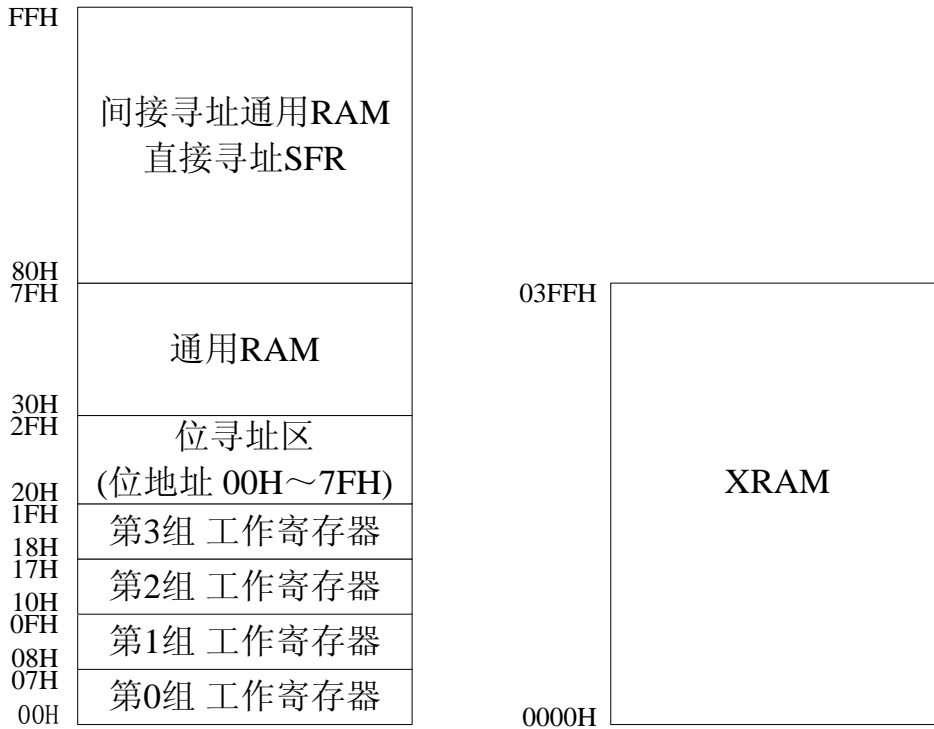 FFH
间接寻址通用RAM
直接寻址SFR
80H
7FH
通用RAM
30H
2FH
位寻址区
(位地址 00H～7FH)
20H
1FH
第3组 工作寄存器
18H
17H
第2组 工作寄存器
10H
0FH
第1组 工作寄存器
08H
07H
第0组 工作寄存器
00H
03FFH
XRAM
0000H